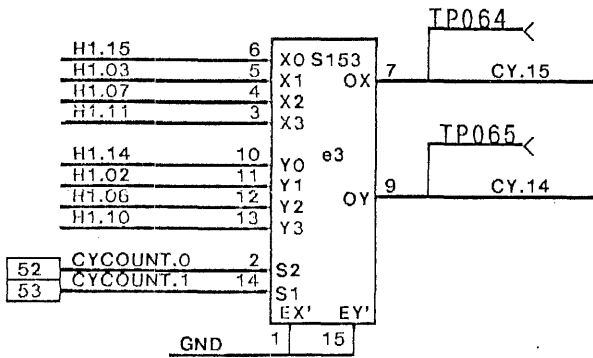 TP064
H1.15 6 X0 S153
H1.03 5 X1 OX 7 CY.15
H1.07 4 X2
H1.11 3 X3
TP065
H1.14 10 Y0 e3
H1.02 11 Y1
H1.06 12 Y2 OY 9 CY.14
H1.10 13 Y3
52 CYCOUNT.0 2 S2
53 CYCOUNT.1 14 S1
EX' EY'
GND 1 15